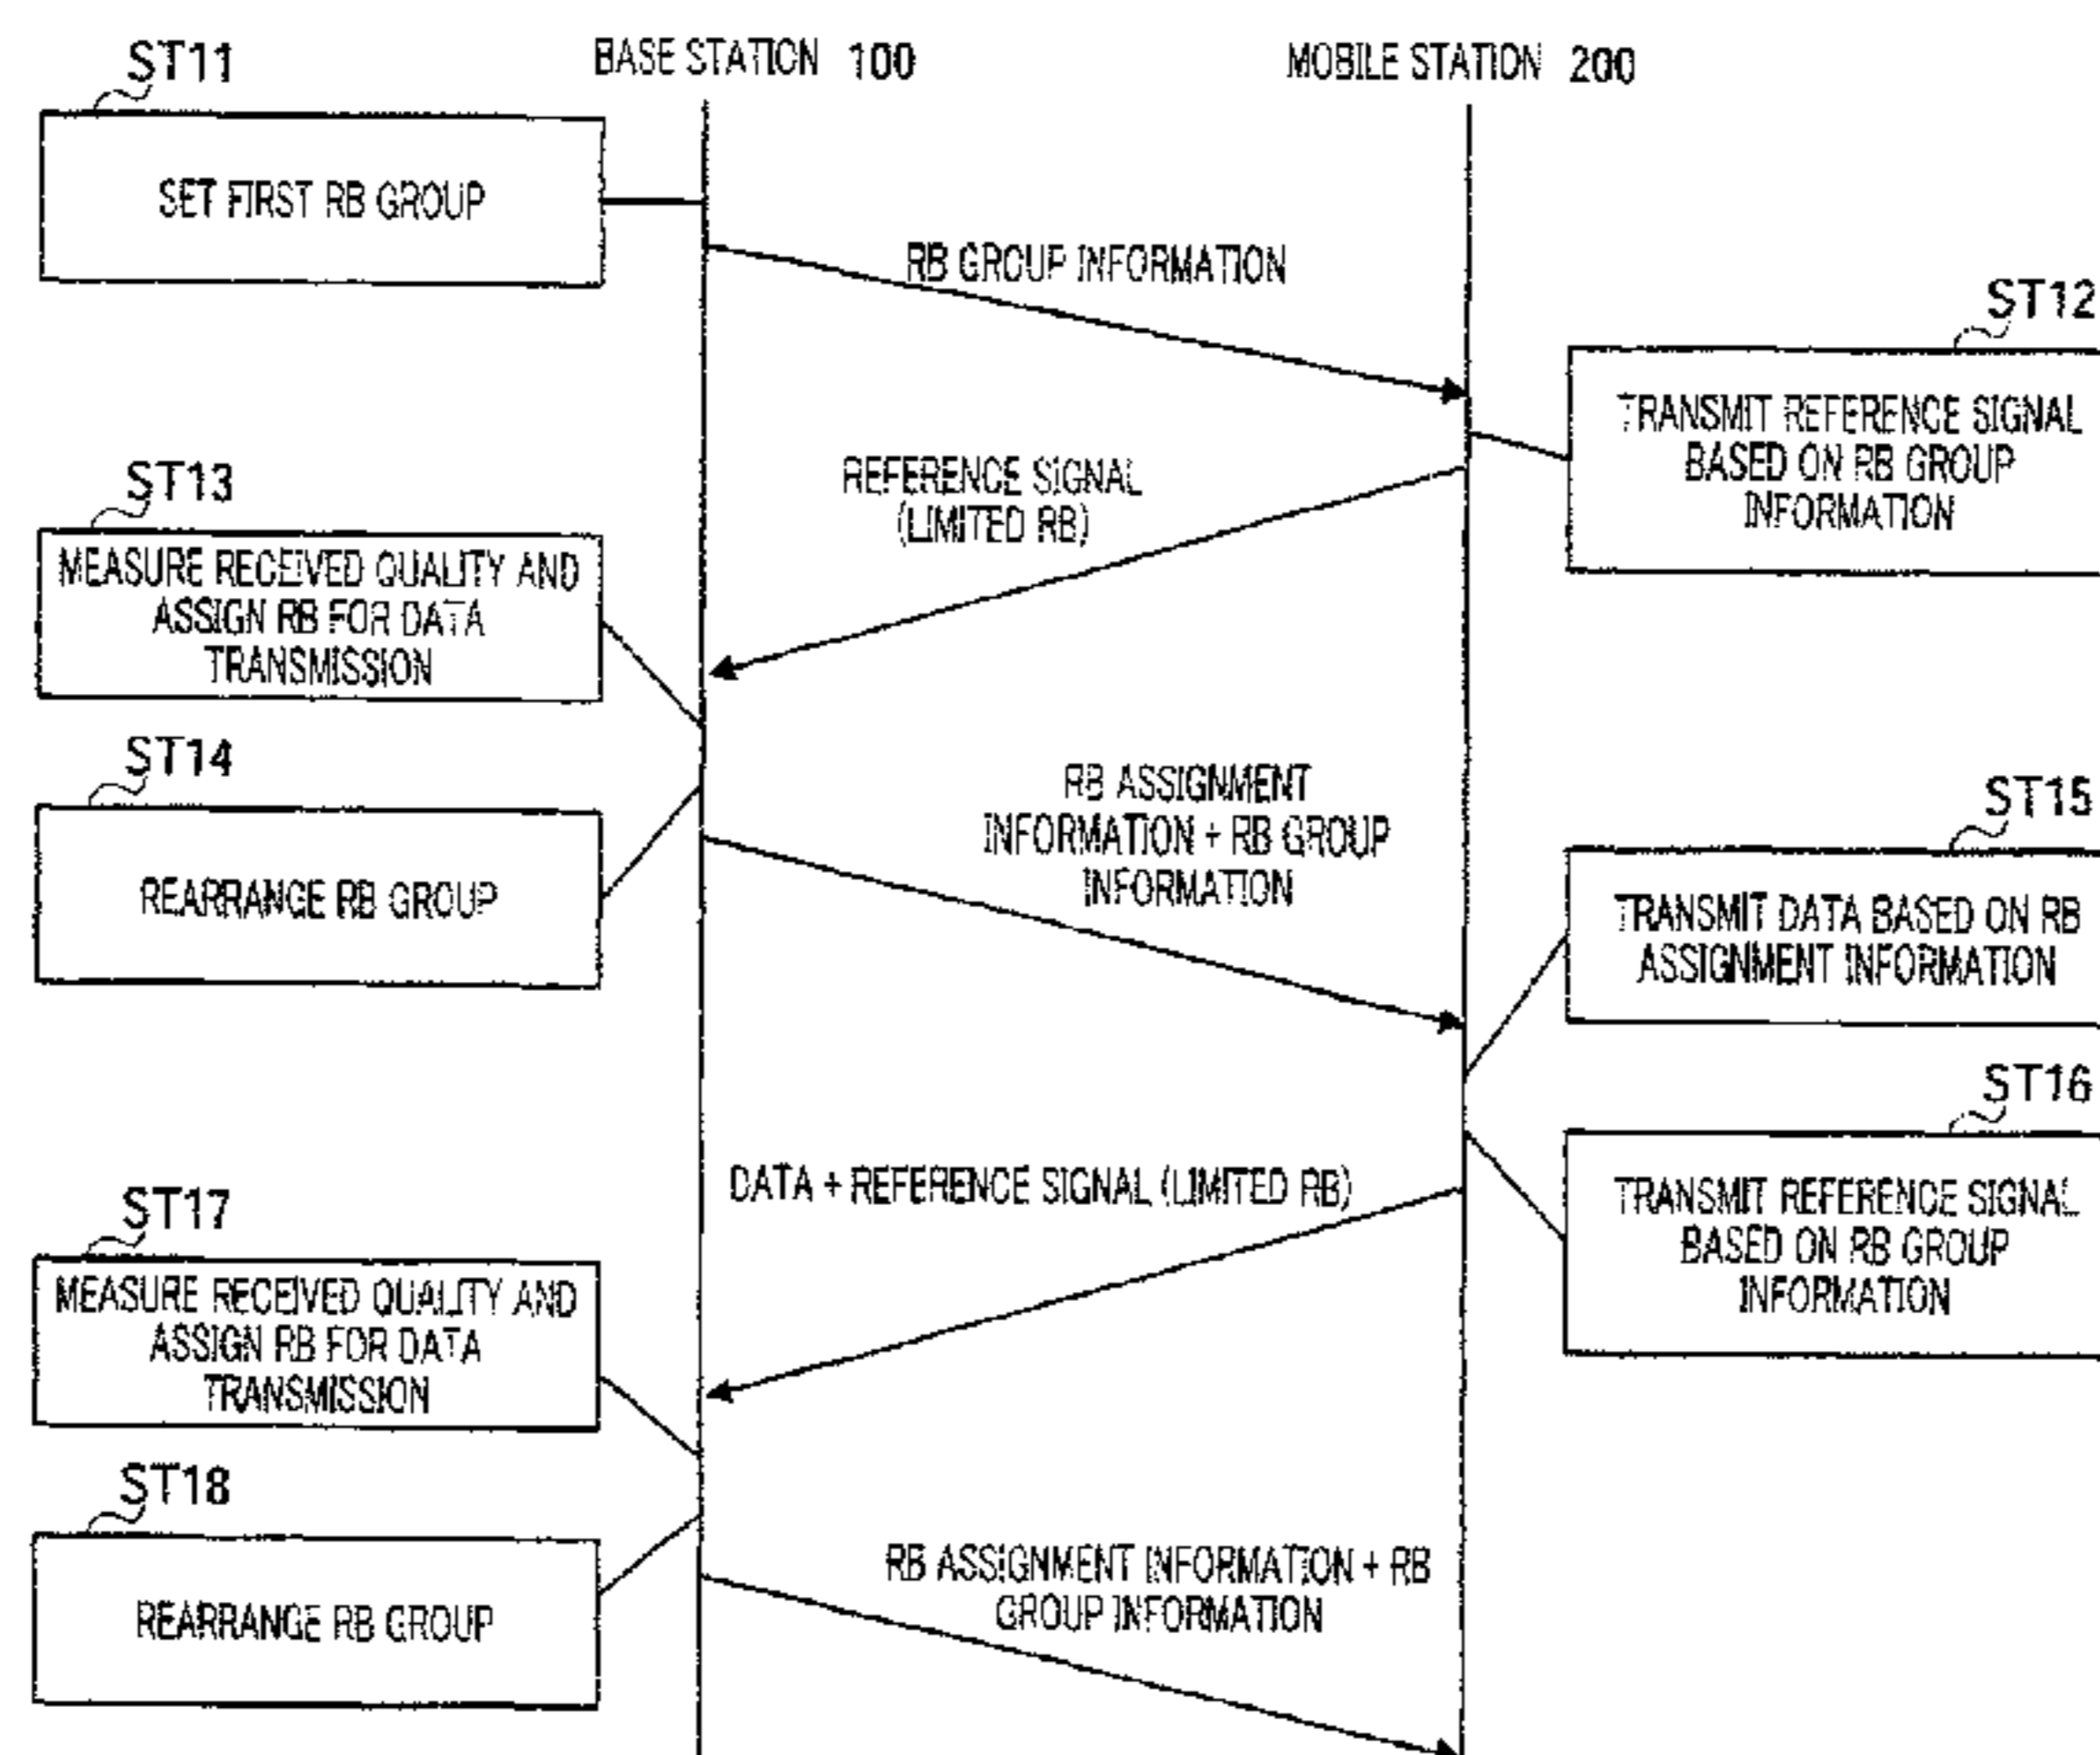 ST11
BASE STATION 100
MOBILE STATION 200
SET FIRST RB GROUP
RB GROUP INFORMATION
ST12
TRANSMIT REFERENCE SIGNAL
BASED ON RB GROUP
INFORMATION
REFERENCE SIGNAL
(LIMITED RB)
ST13
MEASURE RECEIVED QUALITY AND
ASSIGN RB FOR DATA
TRANSMISSION
ST14
REARRANGE RB GROUP
RB ASSIGNMENT
INFORMATION + RB GROUP
INFORMATION
ST15
TRANSMIT DATA BASED ON RB
ASSIGNMENT INFORMATION
ST16
TRANSMIT REFERENCE SIGNAL
BASED ON RB GROUP
INFORMATION
DATA + REFERENCE SIGNAL (LIMITED RB)
ST17
MEASURE RECEIVED QUALITY AND
ASSIGN RB FOR DATA
TRANSMISSION
ST18
REARRANGE RB GROUP
RB ASSIGNMENT INFORMATION + RB
GROUP INFORMATION